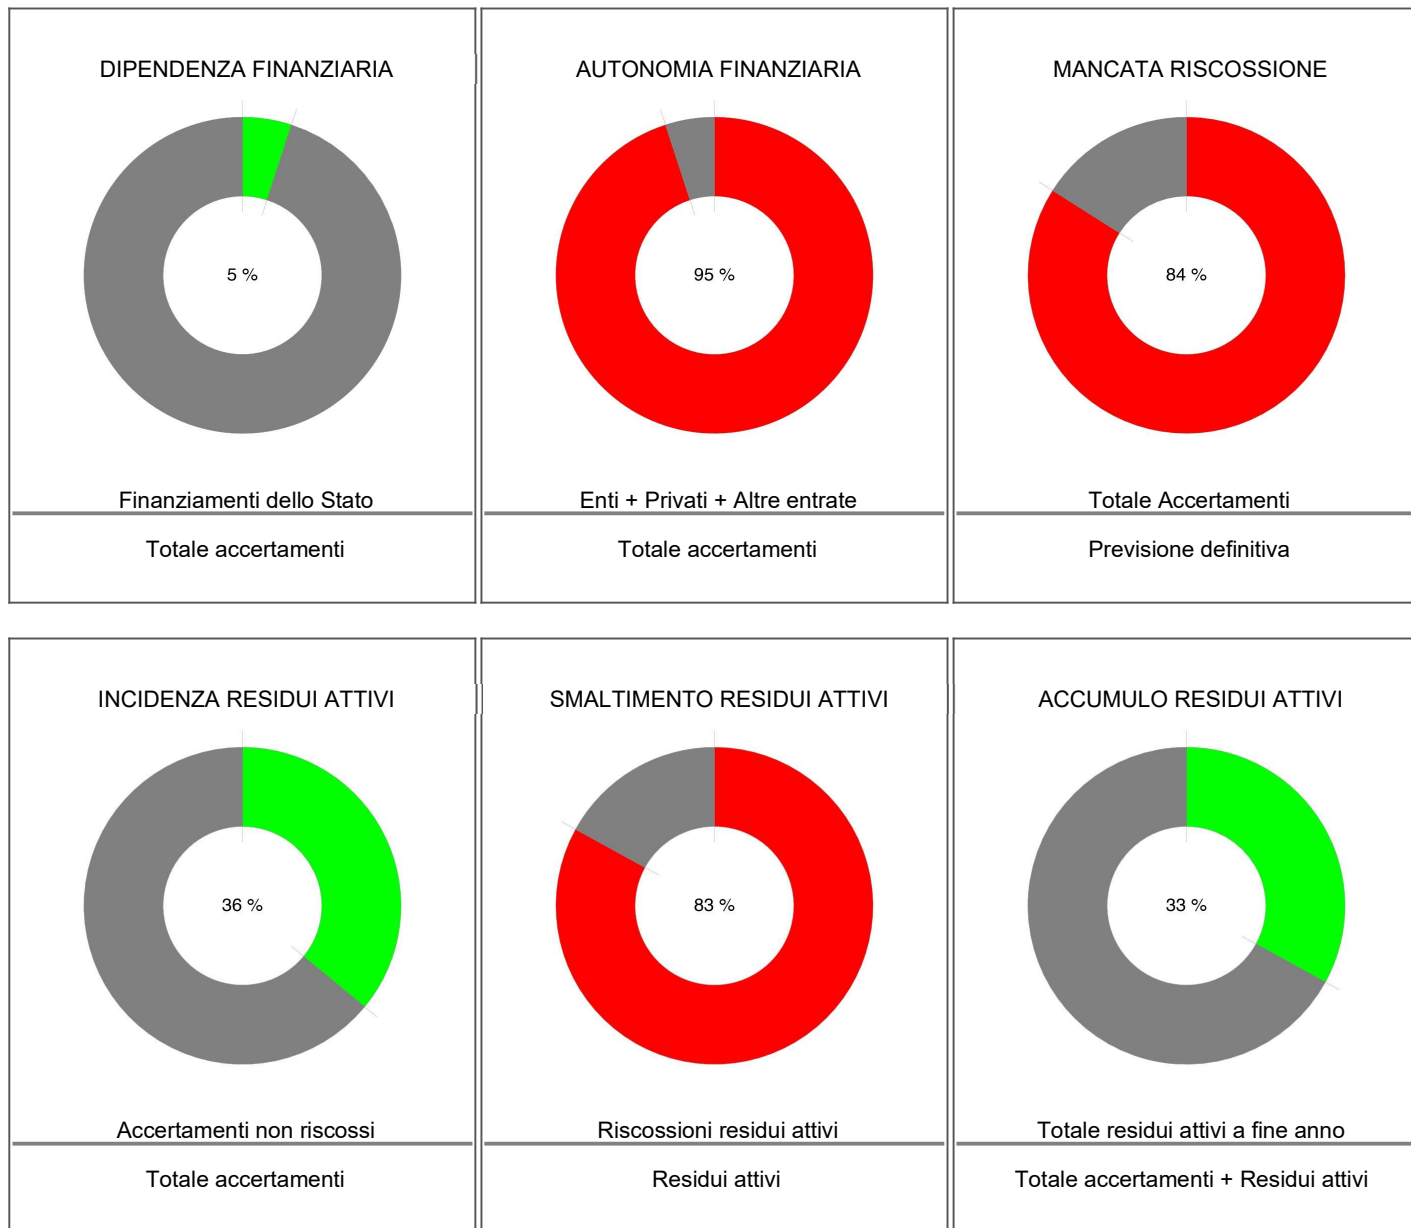 DIPENDENZA FINANZIARIA
5 %
Finanziamenti dello Stato
Totale accertamenti
AUTONOMIA FINANZIARIA
95 %
Enti + Privati + Altre entrate
Totale accertamenti
MANCATA RISCOSSIONE
84 %
Totale Accertamenti
Previsione definitiva
INCIDENZA RESIDUI ATTIVI
36 %
Accertamenti non riscossi
Totale accertamenti
SMALTIMENTO RESIDUI ATTIVI
83 %
Riscossioni residui attivi
Residui attivi
ACCUMULO RESIDUI ATTIVI
33 %
Totale residui attivi a fine anno
Totale accertamenti + Residui attivi